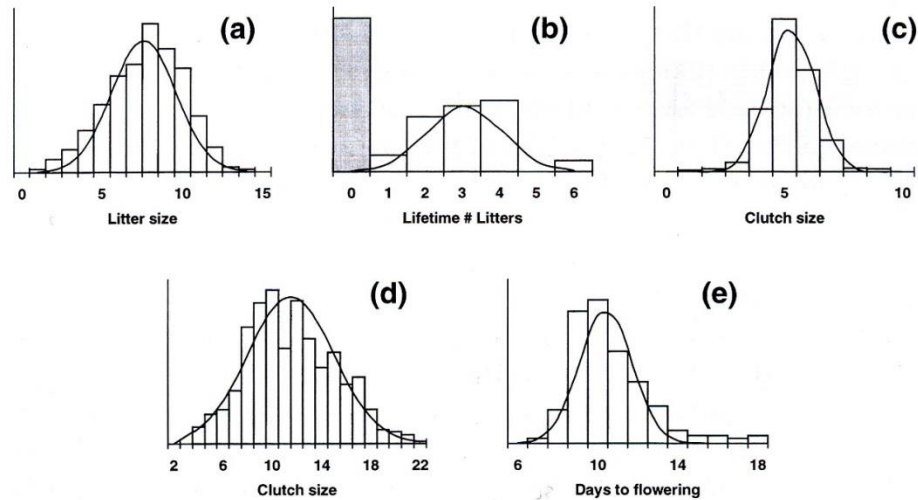 (a)
0 5 10 15
Litter size
(b)
0 1 2 3 4 5 6
Lifetime # Litters
(c)
0 5 10
Clutch size
(d)
2 6 10 14 18 22
Clutch size
(e)
6 10 14 18
Days to flowering